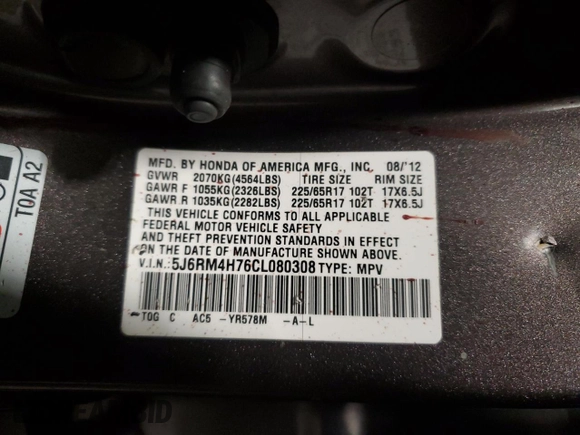 TOA A2
MFD. BY HONDA OF AMERICA MFG., INC. 08/'12
GVWR 2070KG(4564LBS) TIRE SIZE RIM SIZE
GAWR F 1055KG(2326LBS) 225/65R17 102T 17X6.5J
GAWR R 1035KG(2282LBS) 225/65R17 102T 17X6.5J
THIS VEHICLE CONFORMS TO ALL APPLICABLE
FEDERAL MOTOR VEHICLE SAFETY
AND THEFT PREVENTION STANDARDS IN EFFECT
ON THE DATE OF MANUFACTURE SHOWN ABOVE.
V.I.N.: 5J6RM4H76CL080308 TYPE: MPV
TOG C AC5 -YR578M -A-L